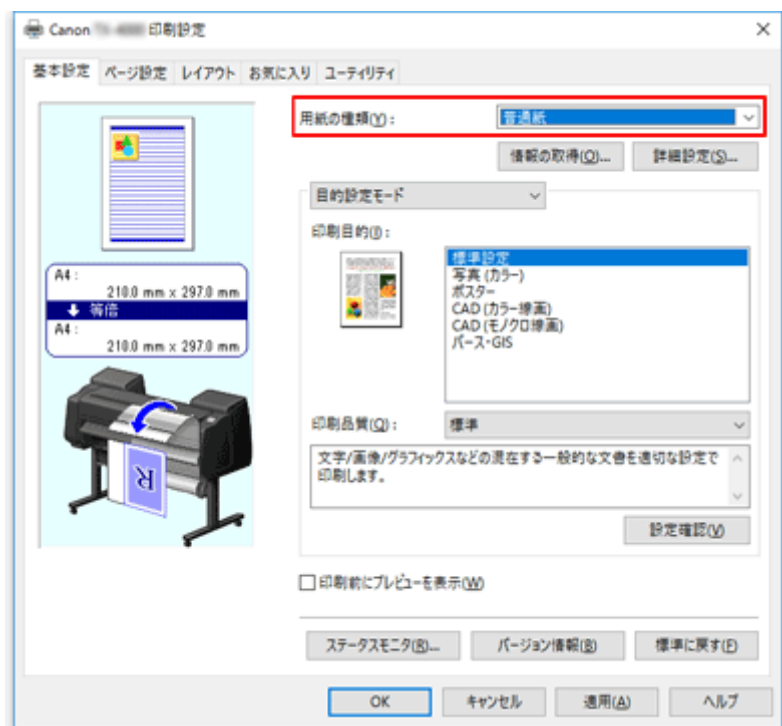 Canon 印刷設定
基本設定 ページ設定 レイアウト お気に入り ユーティリティ
用紙の種類(Y): 普通紙
情報の取得(O)... 詳細設定(S)...
目的設定モード
印刷目的(I):
標準設定
写真 (カラー)
ポスター
CAD (カラー線画)
CAD (モノクロ線画)
パース・GIS
A4 :
210.0 mm x 297.0 mm
等倍
A4 :
210.0 mm x 297.0 mm
R
印刷品質(Q): 標準
文字/画像/グラフィックスなどの混在する一般的な文書を適切な設定で
印刷します。
設定確認(V)
印刷前にプレビューを表示(W)
ステータスモニタ(R)... バージョン情報(B) 標準に戻す(F)
OK キャンセル 適用(A) ヘルプ